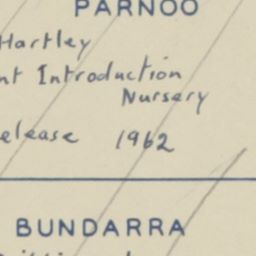 PARNOO
Hartley
nt Introduction
Nursery
elease 1962
BUNDARRA